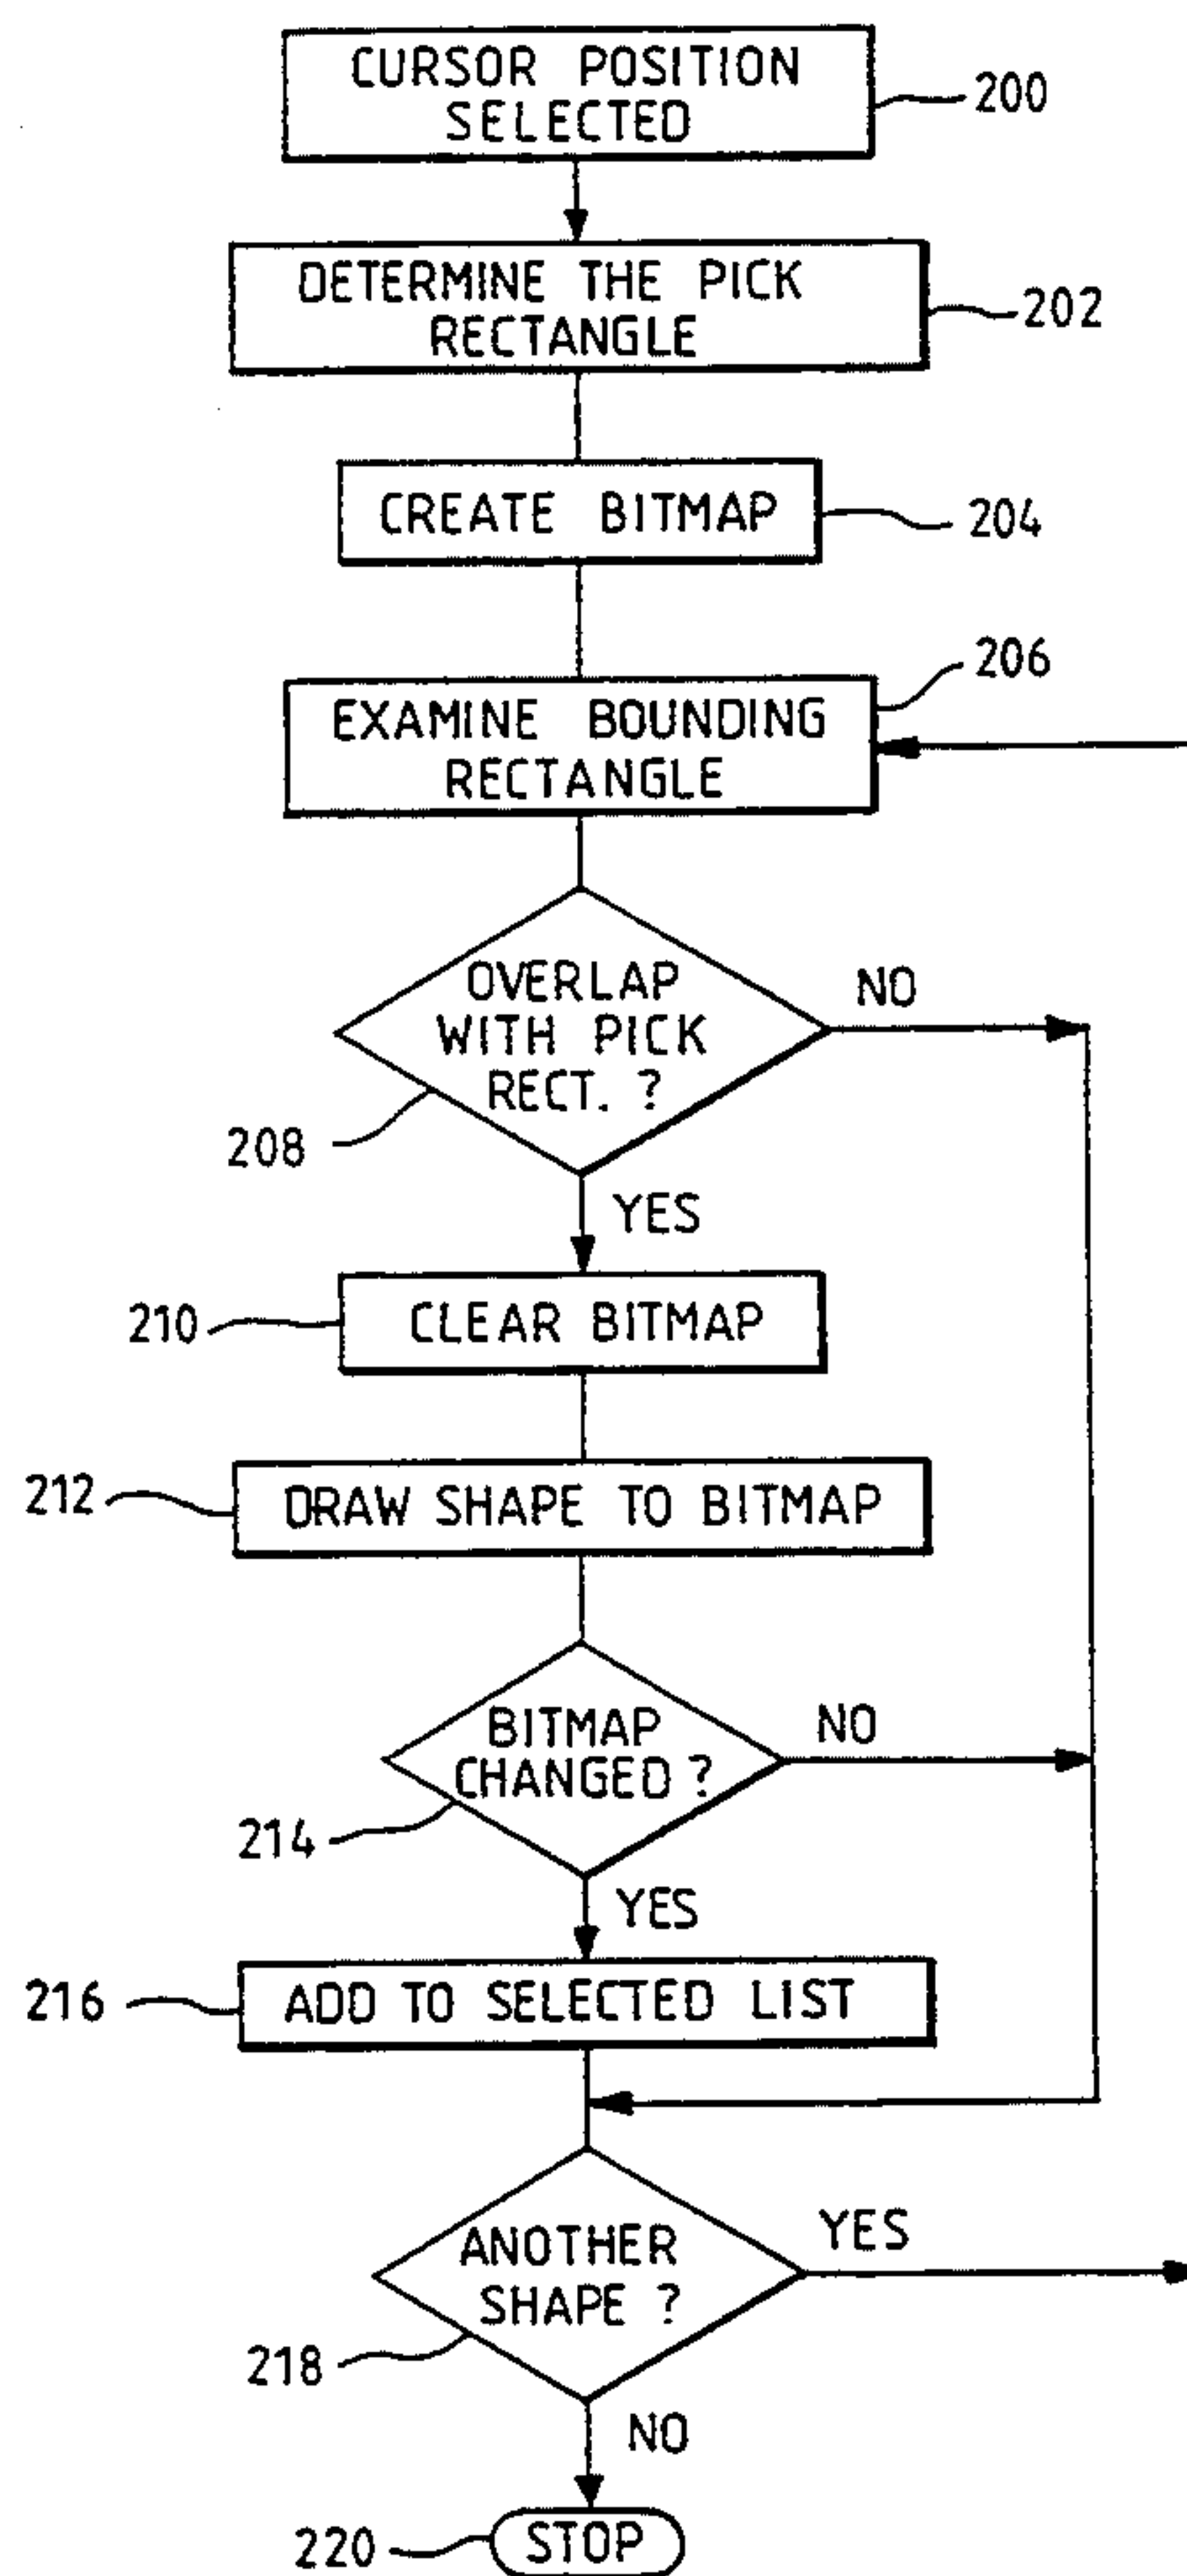 CURSOR POSITION
SELECTED
200
DETERMINE THE PICK
RECTANGLE
202
CREATE BITMAP
204
206
EXAMINE BOUNDING
RECTANGLE
OVERLAP
WITH PICK
RECT. ?
NO
208
YES
210
CLEAR BITMAP
212
DRAW SHAPE TO BITMAP
BITMAP
CHANGED ?
NO
214
YES
216
ADD TO SELECTED LIST
ANOTHER
SHAPE ?
YES
218
NO
220
STOP